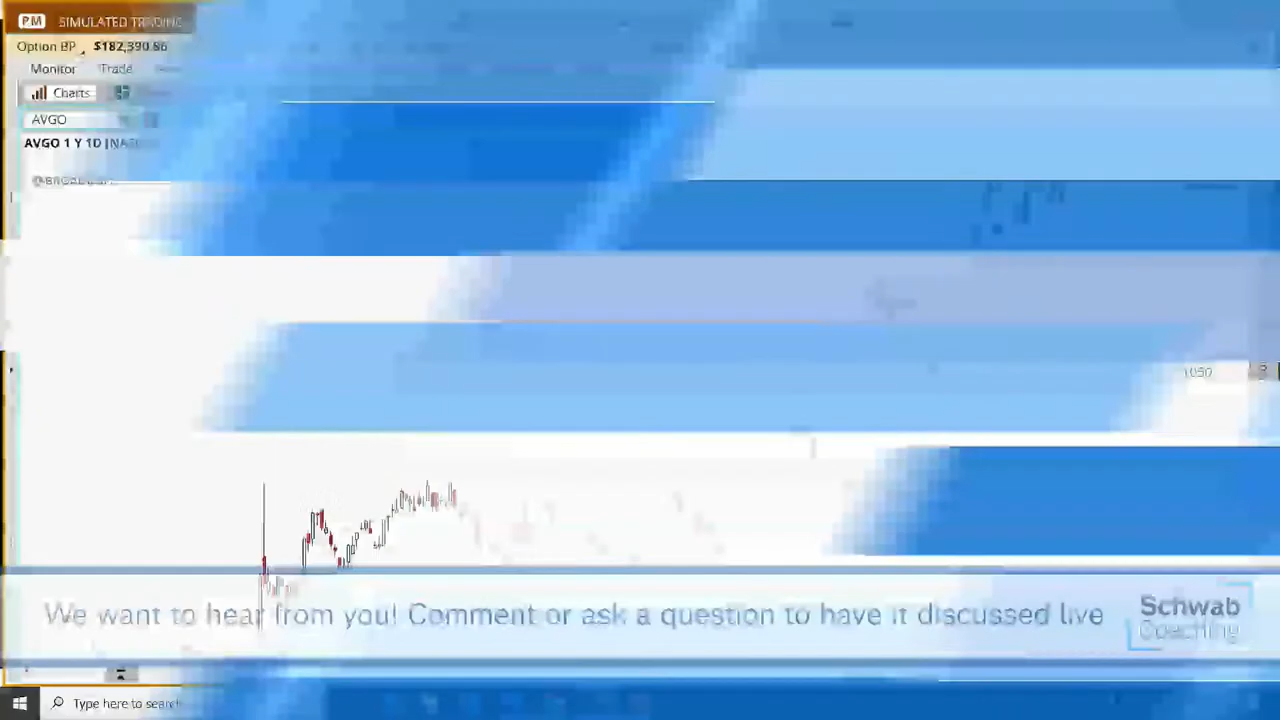 PM SIMULATED TRADING
Option BP $182,390.86
Monitor Trade
Charts
AVGO
AVGO 1 Y 1D [NAS
1050
We want to hear from you! Comment or ask a question to have it discussed live
Schwab
Coaching
Type here to search